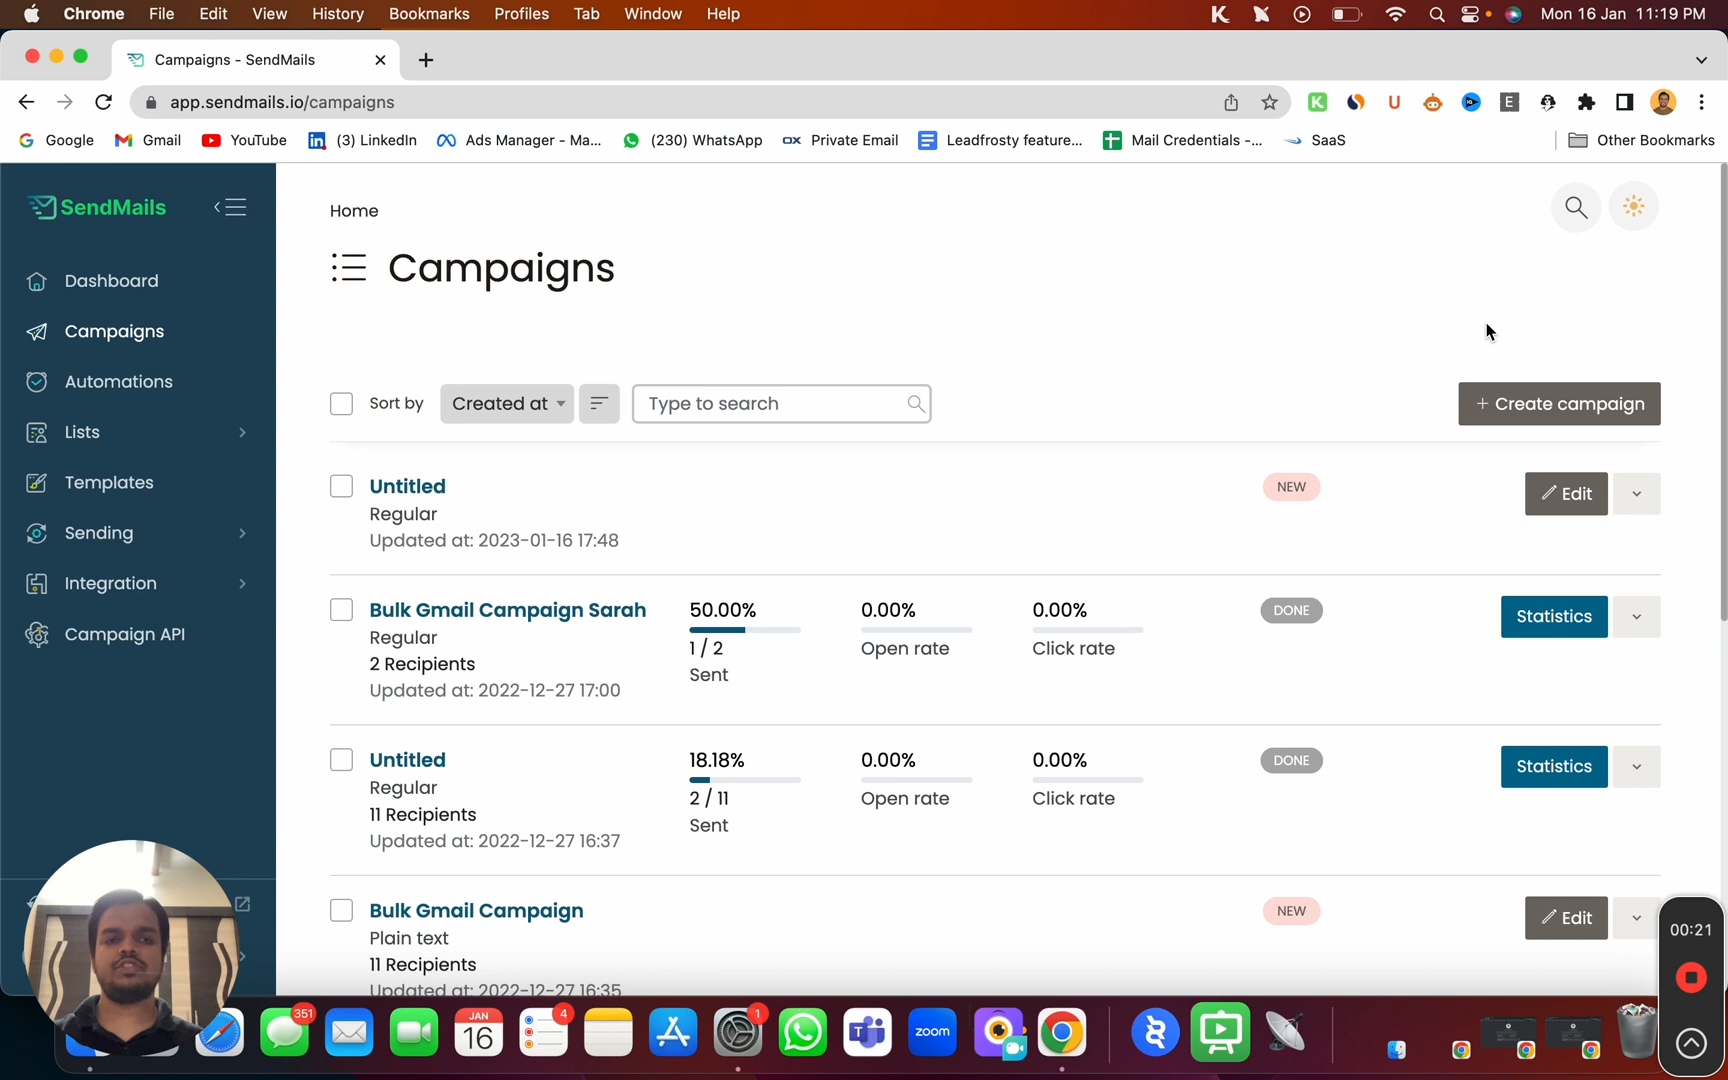 Chrome File Edit View History Bookmarks Profiles Tab Window Help Mon 16 Jan 11:19 PM
Campaigns - SendMails
app.sendmails.io/campaigns
Google Gmail YouTube (3) LinkedIn Ads Manager - Ma... (230) WhatsApp Private Email Leadfrosty feature... Mail Credentials -... SaaS Other Bookmarks
SendMails
Dashboard
Campaigns
Automations
Lists
Templates
Sending
Integration
Campaign API
Home
Campaigns
Sort by Created at Type to search + Create campaign
Untitled NEW Edit
Regular
Updated at: 2023-01-16 17:48
Bulk Gmail Campaign Sarah 50.00% 0.00% 0.00% DONE Statistics
Regular 1 / 2 Open rate Click rate
2 Recipients Sent
Updated at: 2022-12-27 17:00
Untitled 18.18% 0.00% 0.00% DONE Statistics
Regular 2 / 11 Open rate Click rate
11 Recipients Sent
Updated at: 2022-12-27 16:37
Bulk Gmail Campaign NEW Edit
Plain text
11 Recipients
Updated at: 2022-12-27 16:35
00:21
351 JAN 16 4 1 zoom